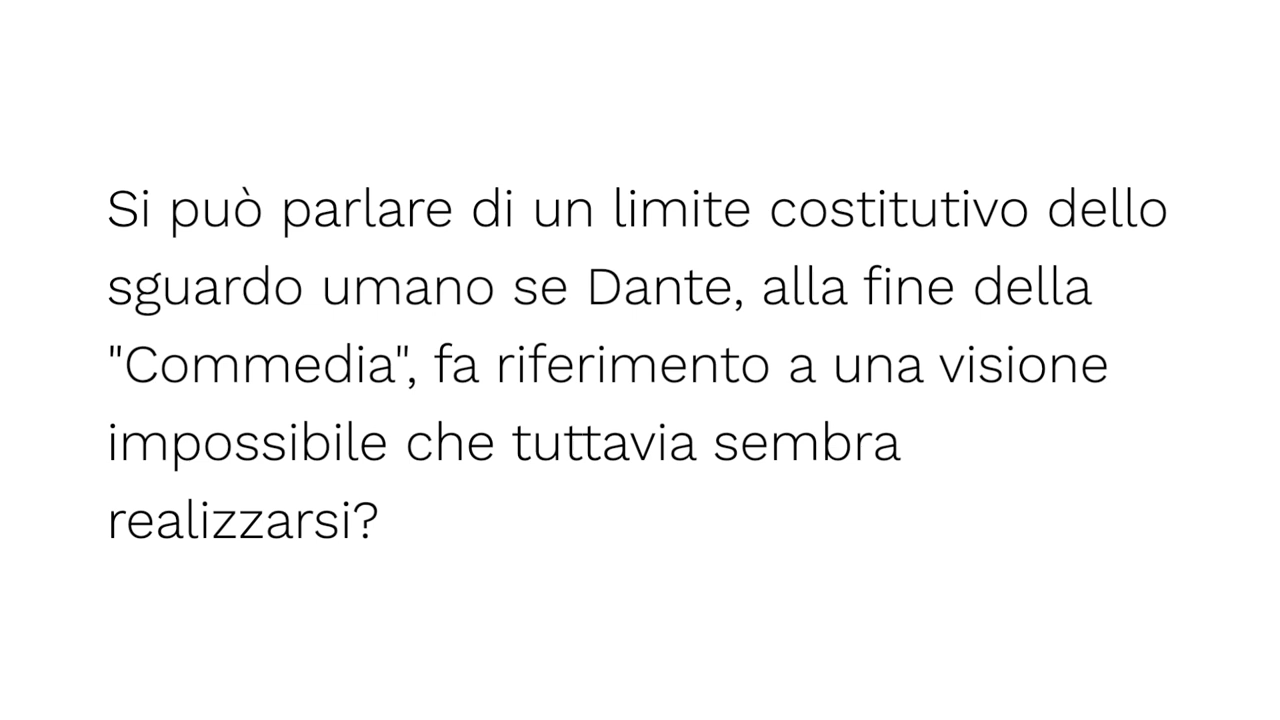 Si può parlare di un limite costitutivo dello
sguardo umano se Dante, alla fine della
"Commedia", fa riferimento a una visione
impossibile che tuttavia sembra
realizzarsi?